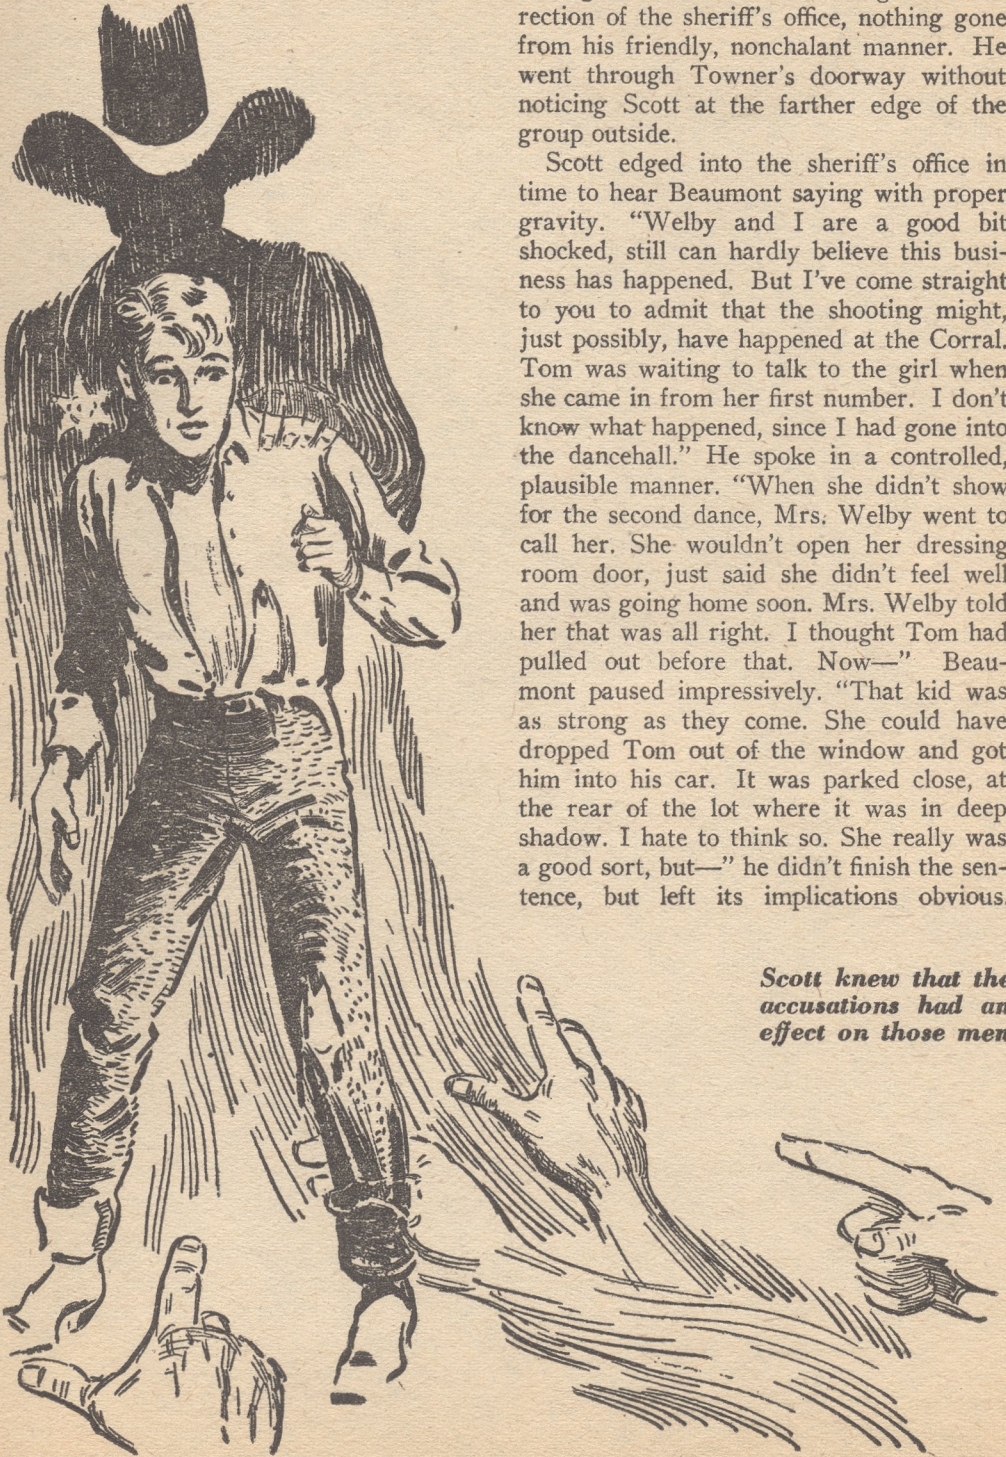 rection of the sheriff's office, nothing gone
from his friendly, nonchalant manner. He
went through Towner's doorway without
noticing Scott at the farther edge of the
group outside.
Scott edged into the sheriff's office in
time to hear Beaumont saying with proper
gravity. “Welby and I are a good bit
shocked, still can hardly believe this busi-
ness has happened. But I've come straight
to you to admit that the shooting might,
just possibly, have happened at the Corral.
Tom was waiting to talk to the girl when
she came in from her first number. I don't
know what happened, since I had gone into
the dancehall.” He spoke in a controlled,
plausible manner. “When she didn't show
for the second dance, Mrs. Welby went to
call her. She wouldn't open her dressing
room door, just said she didn't feel well
and was going home soon. Mrs. Welby told
her that was all right. I thought Tom had
pulled out before that. Now—” Beau-
mont paused impressively. “That kid was
as strong as they come. She could have
dropped Tom out of the window and got
him into his car. It was parked close, at
the rear of the lot where it was in deep
shadow. I hate to think so. She really was
a good sort, but—” he didn't finish the sen-
tence, but left its implications obvious.
Scott knew that the
accusations had an
effect on those men